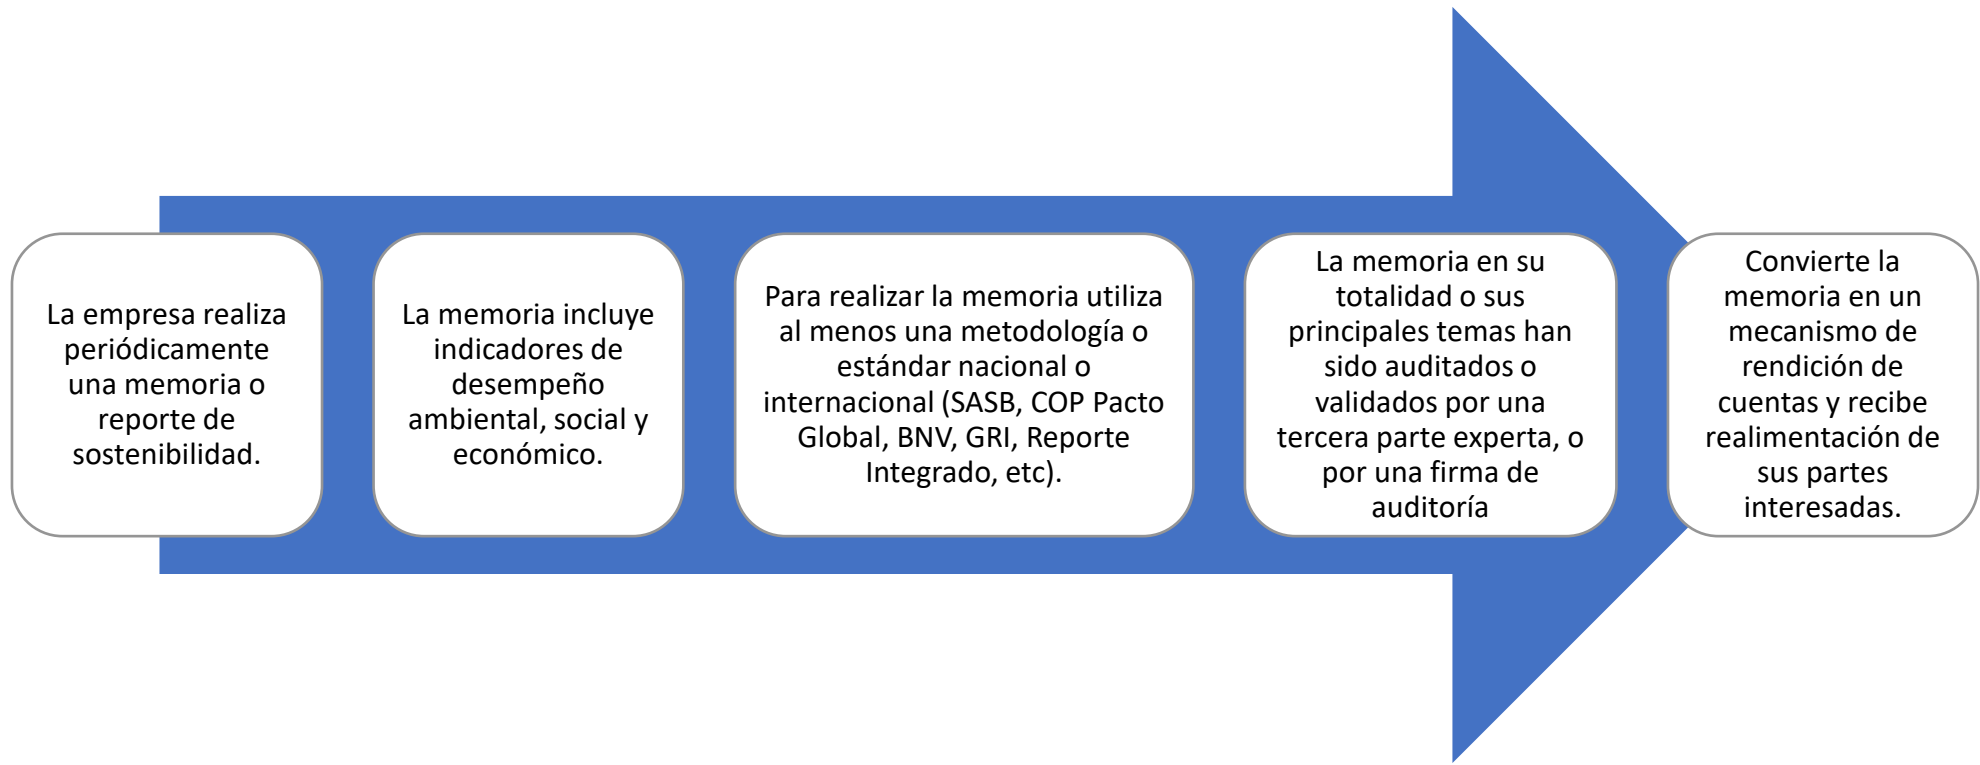 La empresa realiza
periódicamente
una memoria o
reporte de
sostenibilidad.
La memoria incluye
indicadores de
desempeño
ambiental, social y
económico.
Para realizar la memoria utiliza
al menos una metodología o
estándar nacional o
internacional (SASB, COP Pacto
Global, BNV, GRI, Reporte
Integrado, etc).
La memoria en su
totalidad o sus
principales temas han
sido auditados o
validados por una
tercera parte experta, o
por una firma de
auditoría
Convierte la
memoria en un
mecanismo de
rendición de
cuentas y recibe
realimentación de
sus partes
interesadas.